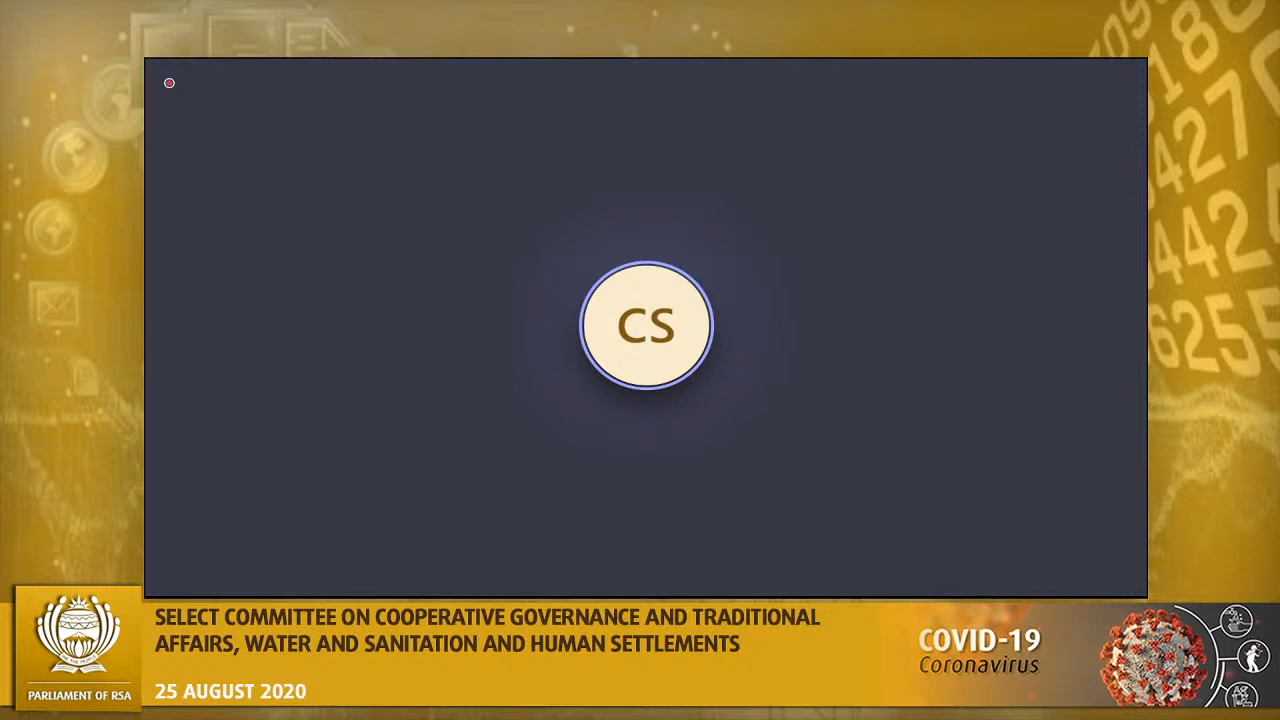 CS
SELECT COMMITTEE ON COOPERATIVE GOVERNANCE AND TRADITIONAL
AFFAIRS, WATER AND SANITATION AND HUMAN SETTLEMENTS
25 AUGUST 2020
PARLIAMENT OF RSA
COVID-19
Coronavirus